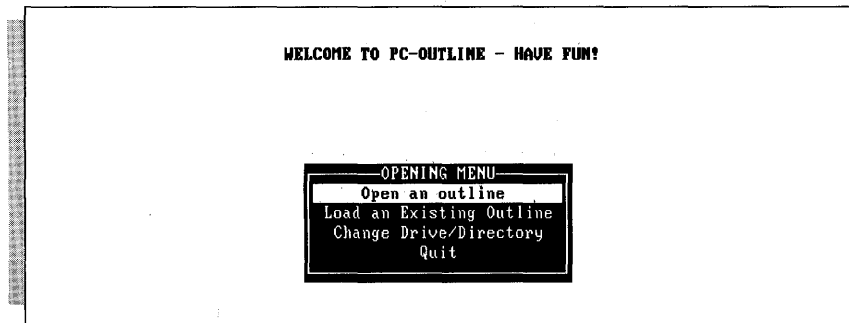 WELCOME TO PC-OUTLINE - HAVE FUN!
OPENING MENU
Open an outline
Load an Existing Outline
Change Drive/Directory
Quit